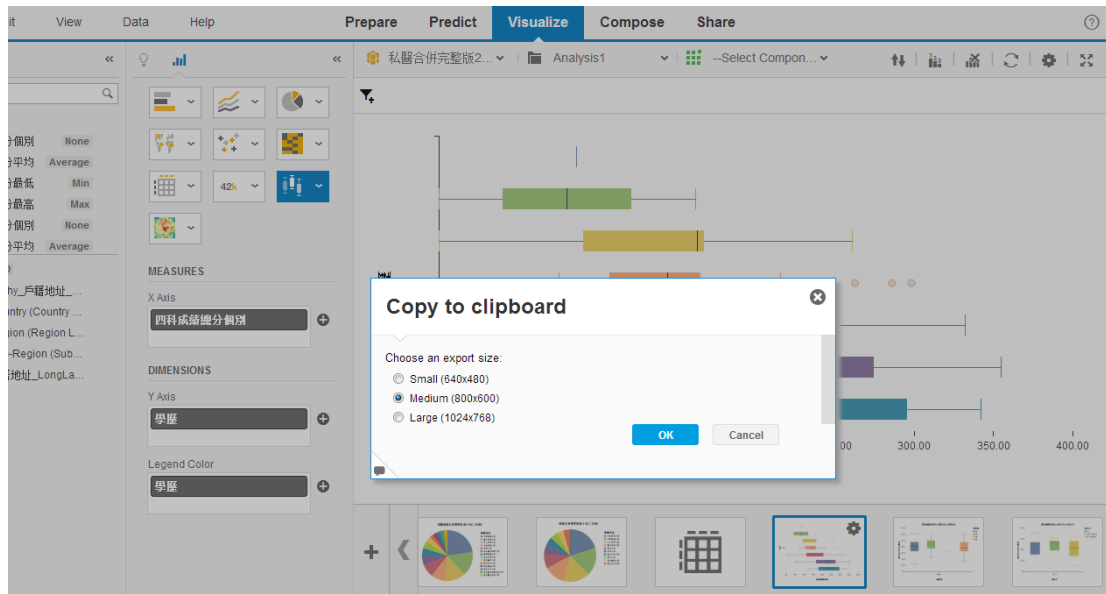 it View Data Help Prepare Predict Visualize Compose Share
私醫合併完整版2... Analysis1 --Select Compon...
分個別 None
分平均 Average
分最低 Min
分最高 Max
分個別 None
分平均 Average
hy_戶籍地址_...
untry (Country ...
gion (Region L...
-Region (Sub...
地址_LongLa...
42K
MEASURES
X Axis
四科成績總分個別
DIMENSIONS
Y Axis
學歷
Legend Color
學歷
Copy to clipboard
Choose an export size:
Small (640x480)
Medium (800x600)
Large (1024x768)
OK Cancel
00 300.00 350.00 400.00